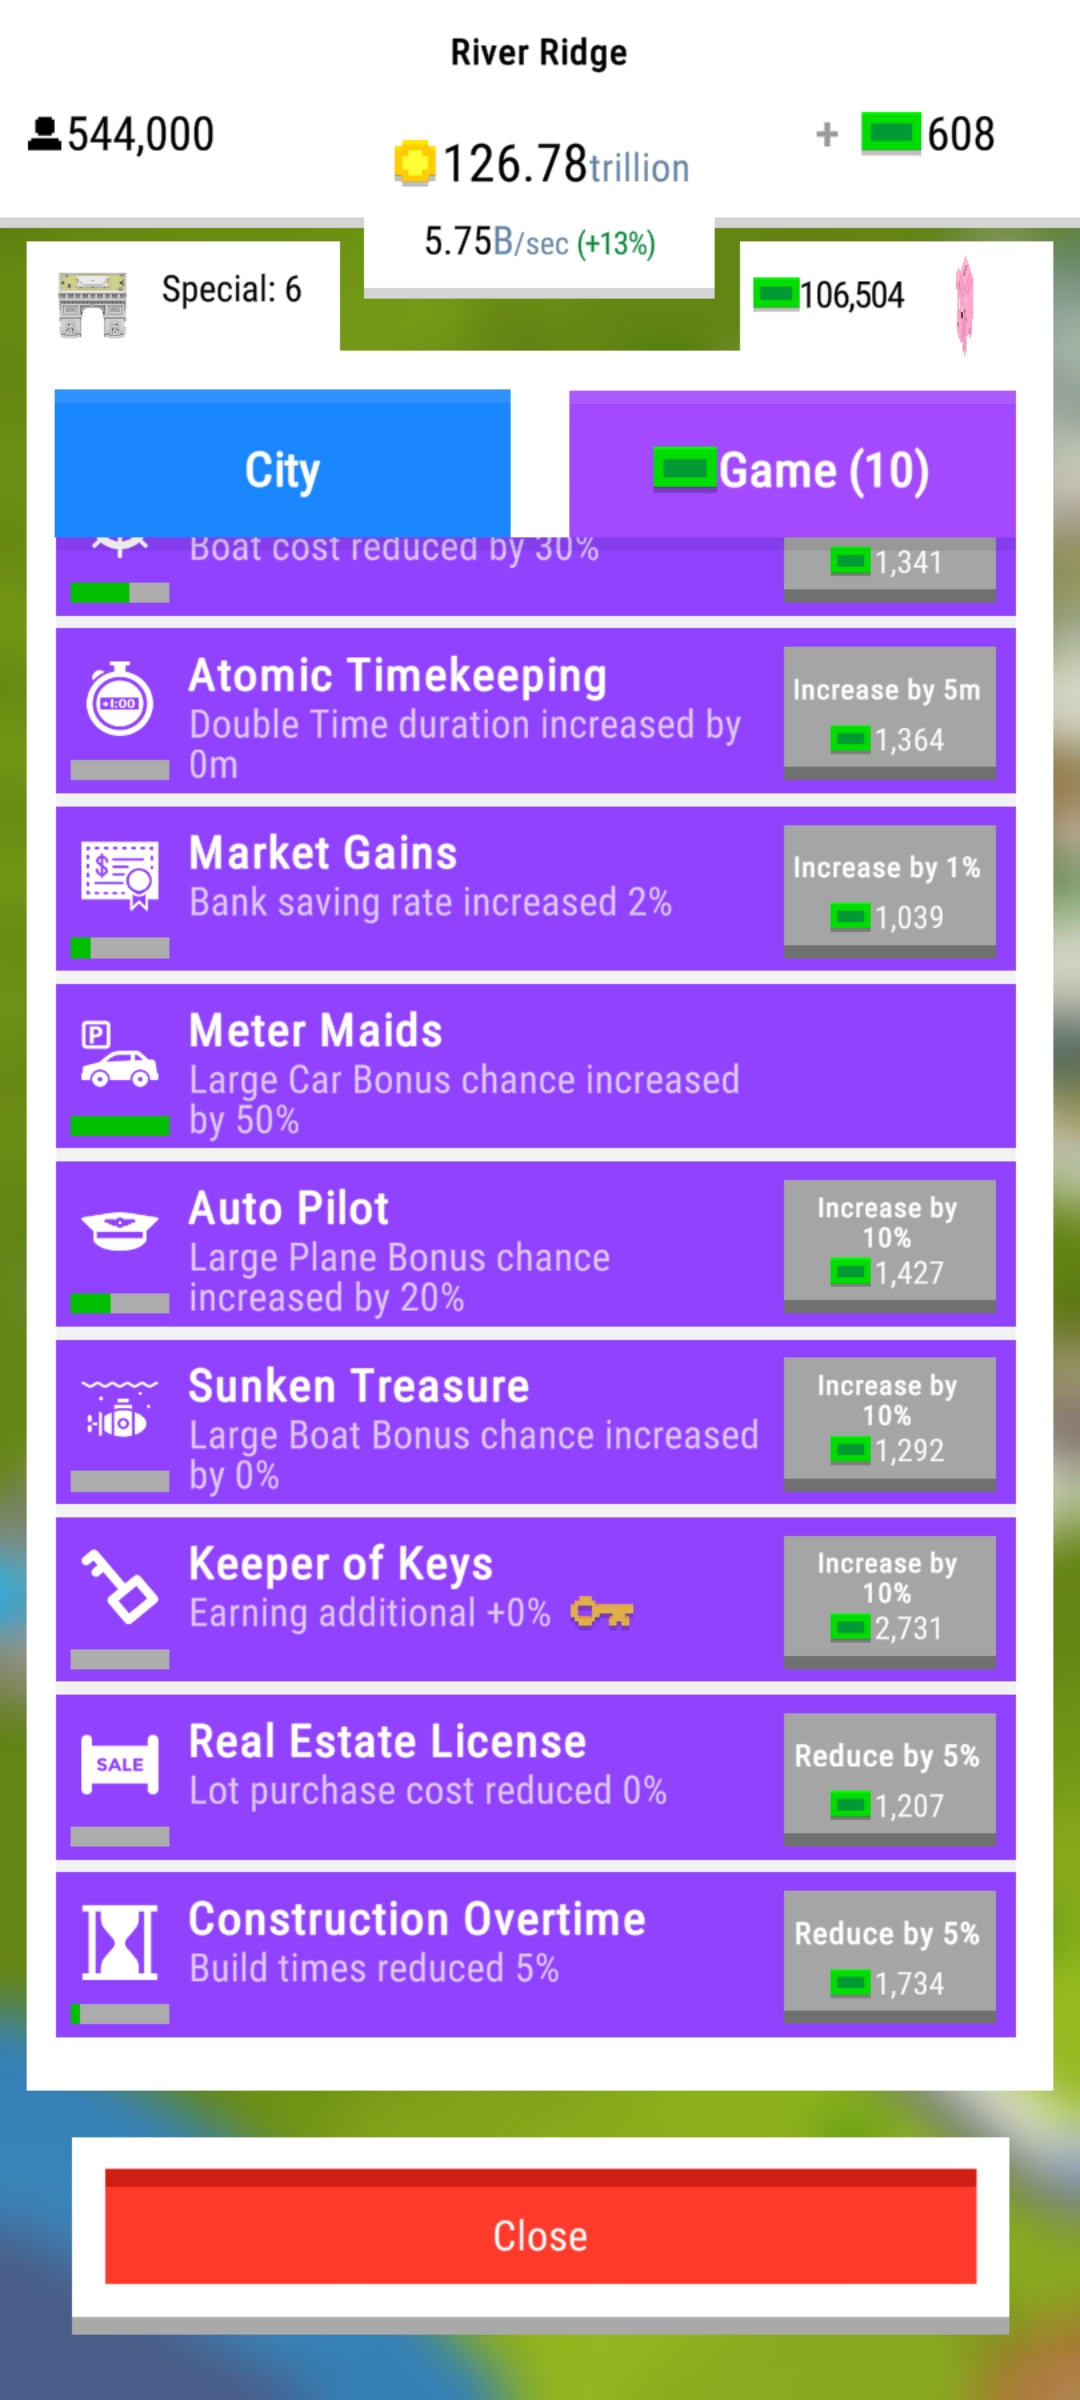 River Ridge
544,000
126.78trillion
+ 608
5.75B/sec (+13%)
Special: 6
106,504
City
Game (10)
Boat cost reduced by 30%
1,341
Atomic Timekeeping
Double Time duration increased by
0m
Increase by 5m
1,364
Market Gains
Bank saving rate increased 2%
Increase by 1%
1,039
Meter Maids
Large Car Bonus chance increased
by 50%
Auto Pilot
Large Plane Bonus chance
increased by 20%
Increase by
10%
1,427
Sunken Treasure
Large Boat Bonus chance increased
by 0%
Increase by
10%
1,292
Keeper of Keys
Earning additional +0%
Increase by
10%
2,731
SALE
Real Estate License
Lot purchase cost reduced 0%
Reduce by 5%
1,207
Construction Overtime
Build times reduced 5%
Reduce by 5%
1,734
Close